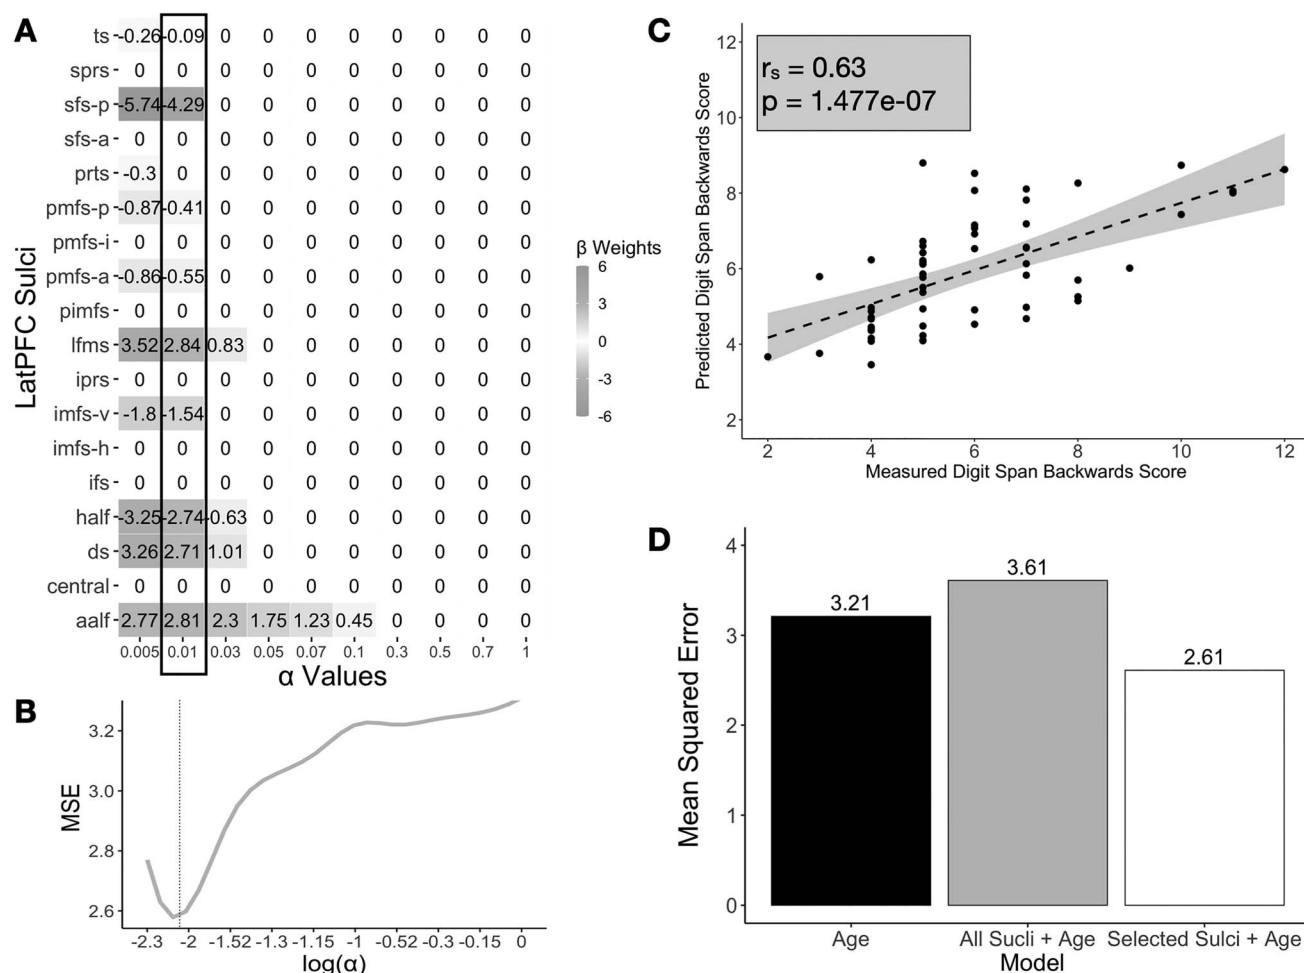 A
LatPFC Sulci
ts -0.26 -0.09 0 0 0 0 0 0 0 0
sprs 0 0 0 0 0 0 0 0 0 0
sfs-p -5.74 -4.29 0 0 0 0 0 0 0 0
sfs-a 0 0 0 0 0 0 0 0 0 0
prts -0.3 0 0 0 0 0 0 0 0 0
pmfs-p -0.87 -0.41 0 0 0 0 0 0 0 0
pmfs-i 0 0 0 0 0 0 0 0 0 0
pmfs-a -0.86 -0.55 0 0 0 0 0 0 0 0
pimfs 0 0 0 0 0 0 0 0 0 0
lfms 3.52 2.84 0.83 0 0 0 0 0 0 0
iprs 0 0 0 0 0 0 0 0 0 0
imfs-v -1.8 -1.54 0 0 0 0 0 0 0 0
imfs-h 0 0 0 0 0 0 0 0 0 0
ifs 0 0 0 0 0 0 0 0 0 0
half -3.25 -2.74 -0.63 0 0 0 0 0 0 0
ds 3.26 2.71 1.01 0 0 0 0 0 0 0
central 0 0 0 0 0 0 0 0 0 0
aalf 2.77 2.81 2.3 1.75 1.23 0.45 0 0 0 0
0.005 0.01 0.03 0.05 0.07 0.1 0.3 0.5 0.7 1
α Values
β Weights
6
3
0
-3
-6
B
MSE
3.2
3.0
2.8
2.6
-2.3 -2 -1.52 -1.3 -1.15 -1 -0.52 -0.3 -0.15 0
log(α)
C
Predicted Digit Span Backwards Score
12
10
8
6
4
2
rs = 0.63
p = 1.477e-07
2 4 6 8 10 12
Measured Digit Span Backwards Score
D
Mean Squared Error
4
3
2
1
0
3.21
3.61
2.61
Age
All Sucli + Age
Selected Sulci + Age
Model